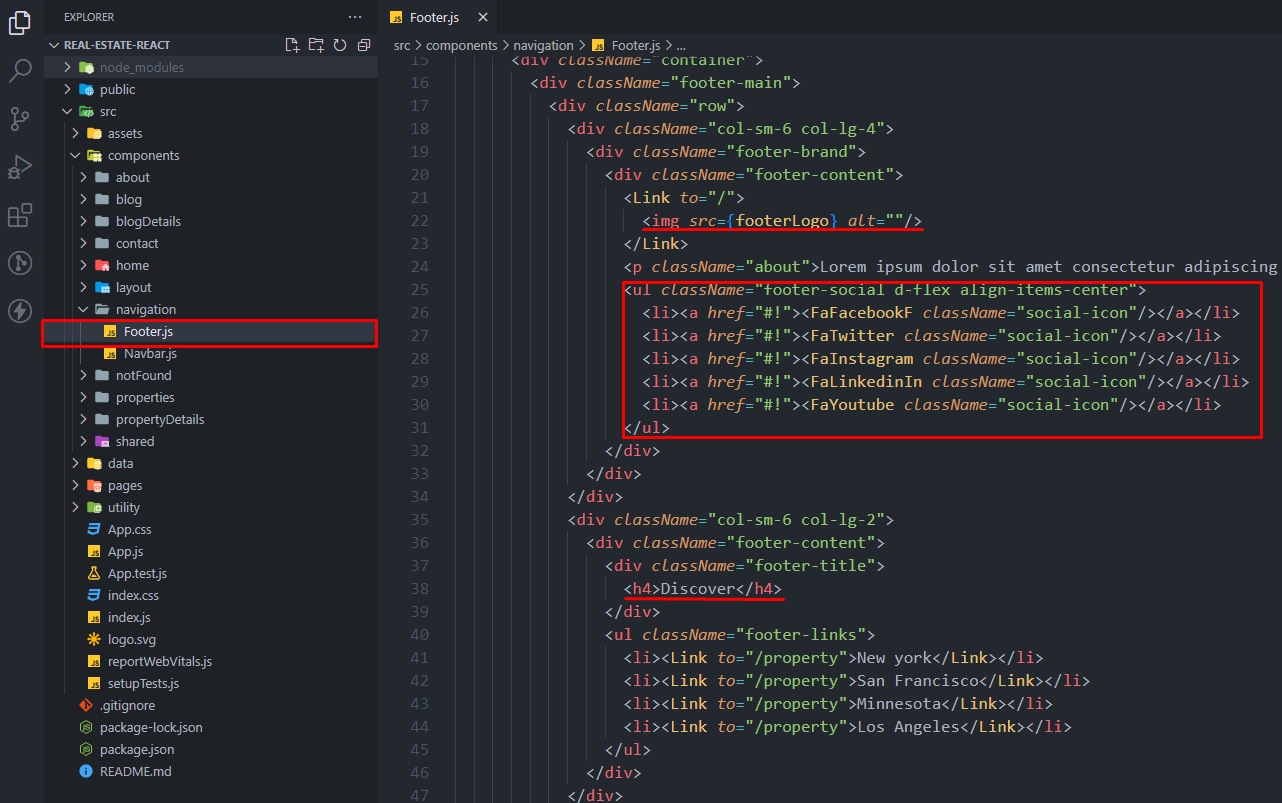 EXPLORER
...
REAL-ESTATE-REACT
node_modules
public
src
assets
components
about
blog
blogDetails
contact
home
layout
navigation
Footer.js
Navbar.js
notFound
properties
propertyDetails
shared
data
pages
utility
App.css
App.js
App.test.js
index.css
index.js
logo.svg
reportWebVitals.js
setupTests.js
.gitignore
package-lock.json
package.json
README.md
JS Footer.js
src > components > navigation > JS Footer.js > ...
15 <div className="container">
16 <div className="footer-main">
17 <div className="row">
18 <div className="col-sm-6 col-lg-4">
19 <div className="footer-brand">
20 <div className="footer-content">
21 <Link to="/">
22 <img src={footerLogo} alt=""/>
23 </Link>
24 <p className="about">Lorem ipsum dolor sit amet consectetur adipiscing
25 <ul className="footer-social d-flex align-items-center">
26 <li><a href="#!"><FaFacebookF className="social-icon"/></a></li>
27 <li><a href="#!"><FaTwitter className="social-icon"/></a></li>
28 <li><a href="#!"><FaInstagram className="social-icon"/></a></li>
29 <li><a href="#!"><FaLinkedinIn className="social-icon"/></a></li>
30 <li><a href="#!"><FaYoutube className="social-icon"/></a></li>
31 </ul>
32 </div>
33 </div>
34 </div>
35 <div className="col-sm-6 col-lg-2">
36 <div className="footer-content">
37 <div className="footer-title">
38 <h4>Discover</h4>
39 </div>
40 <ul className="footer-links">
41 <li><Link to="/property">New york</Link></li>
42 <li><Link to="/property">San Francisco</Link></li>
43 <li><Link to="/property">Minnesota</Link></li>
44 <li><Link to="/property">Los Angeles</Link></li>
45 </ul>
46 </div>
47 </div>